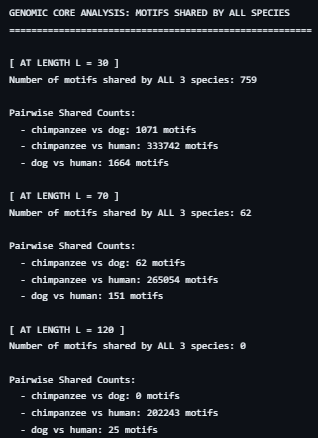 GENOMIC CORE ANALYSIS: MOTIFS SHARED BY ALL SPECIES
=======================================================
[ AT LENGTH L = 30 ]
Number of motifs shared by ALL 3 species: 759
Pairwise Shared Counts:
- chimpanzee vs dog: 1071 motifs
- chimpanzee vs human: 333742 motifs
- dog vs human: 1664 motifs
[ AT LENGTH L = 70 ]
Number of motifs shared by ALL 3 species: 62
Pairwise Shared Counts:
- chimpanzee vs dog: 62 motifs
- chimpanzee vs human: 265054 motifs
- dog vs human: 151 motifs
[ AT LENGTH L = 120 ]
Number of motifs shared by ALL 3 species: 0
Pairwise Shared Counts:
- chimpanzee vs dog: 0 motifs
- chimpanzee vs human: 202243 motifs
- dog vs human: 25 motifs